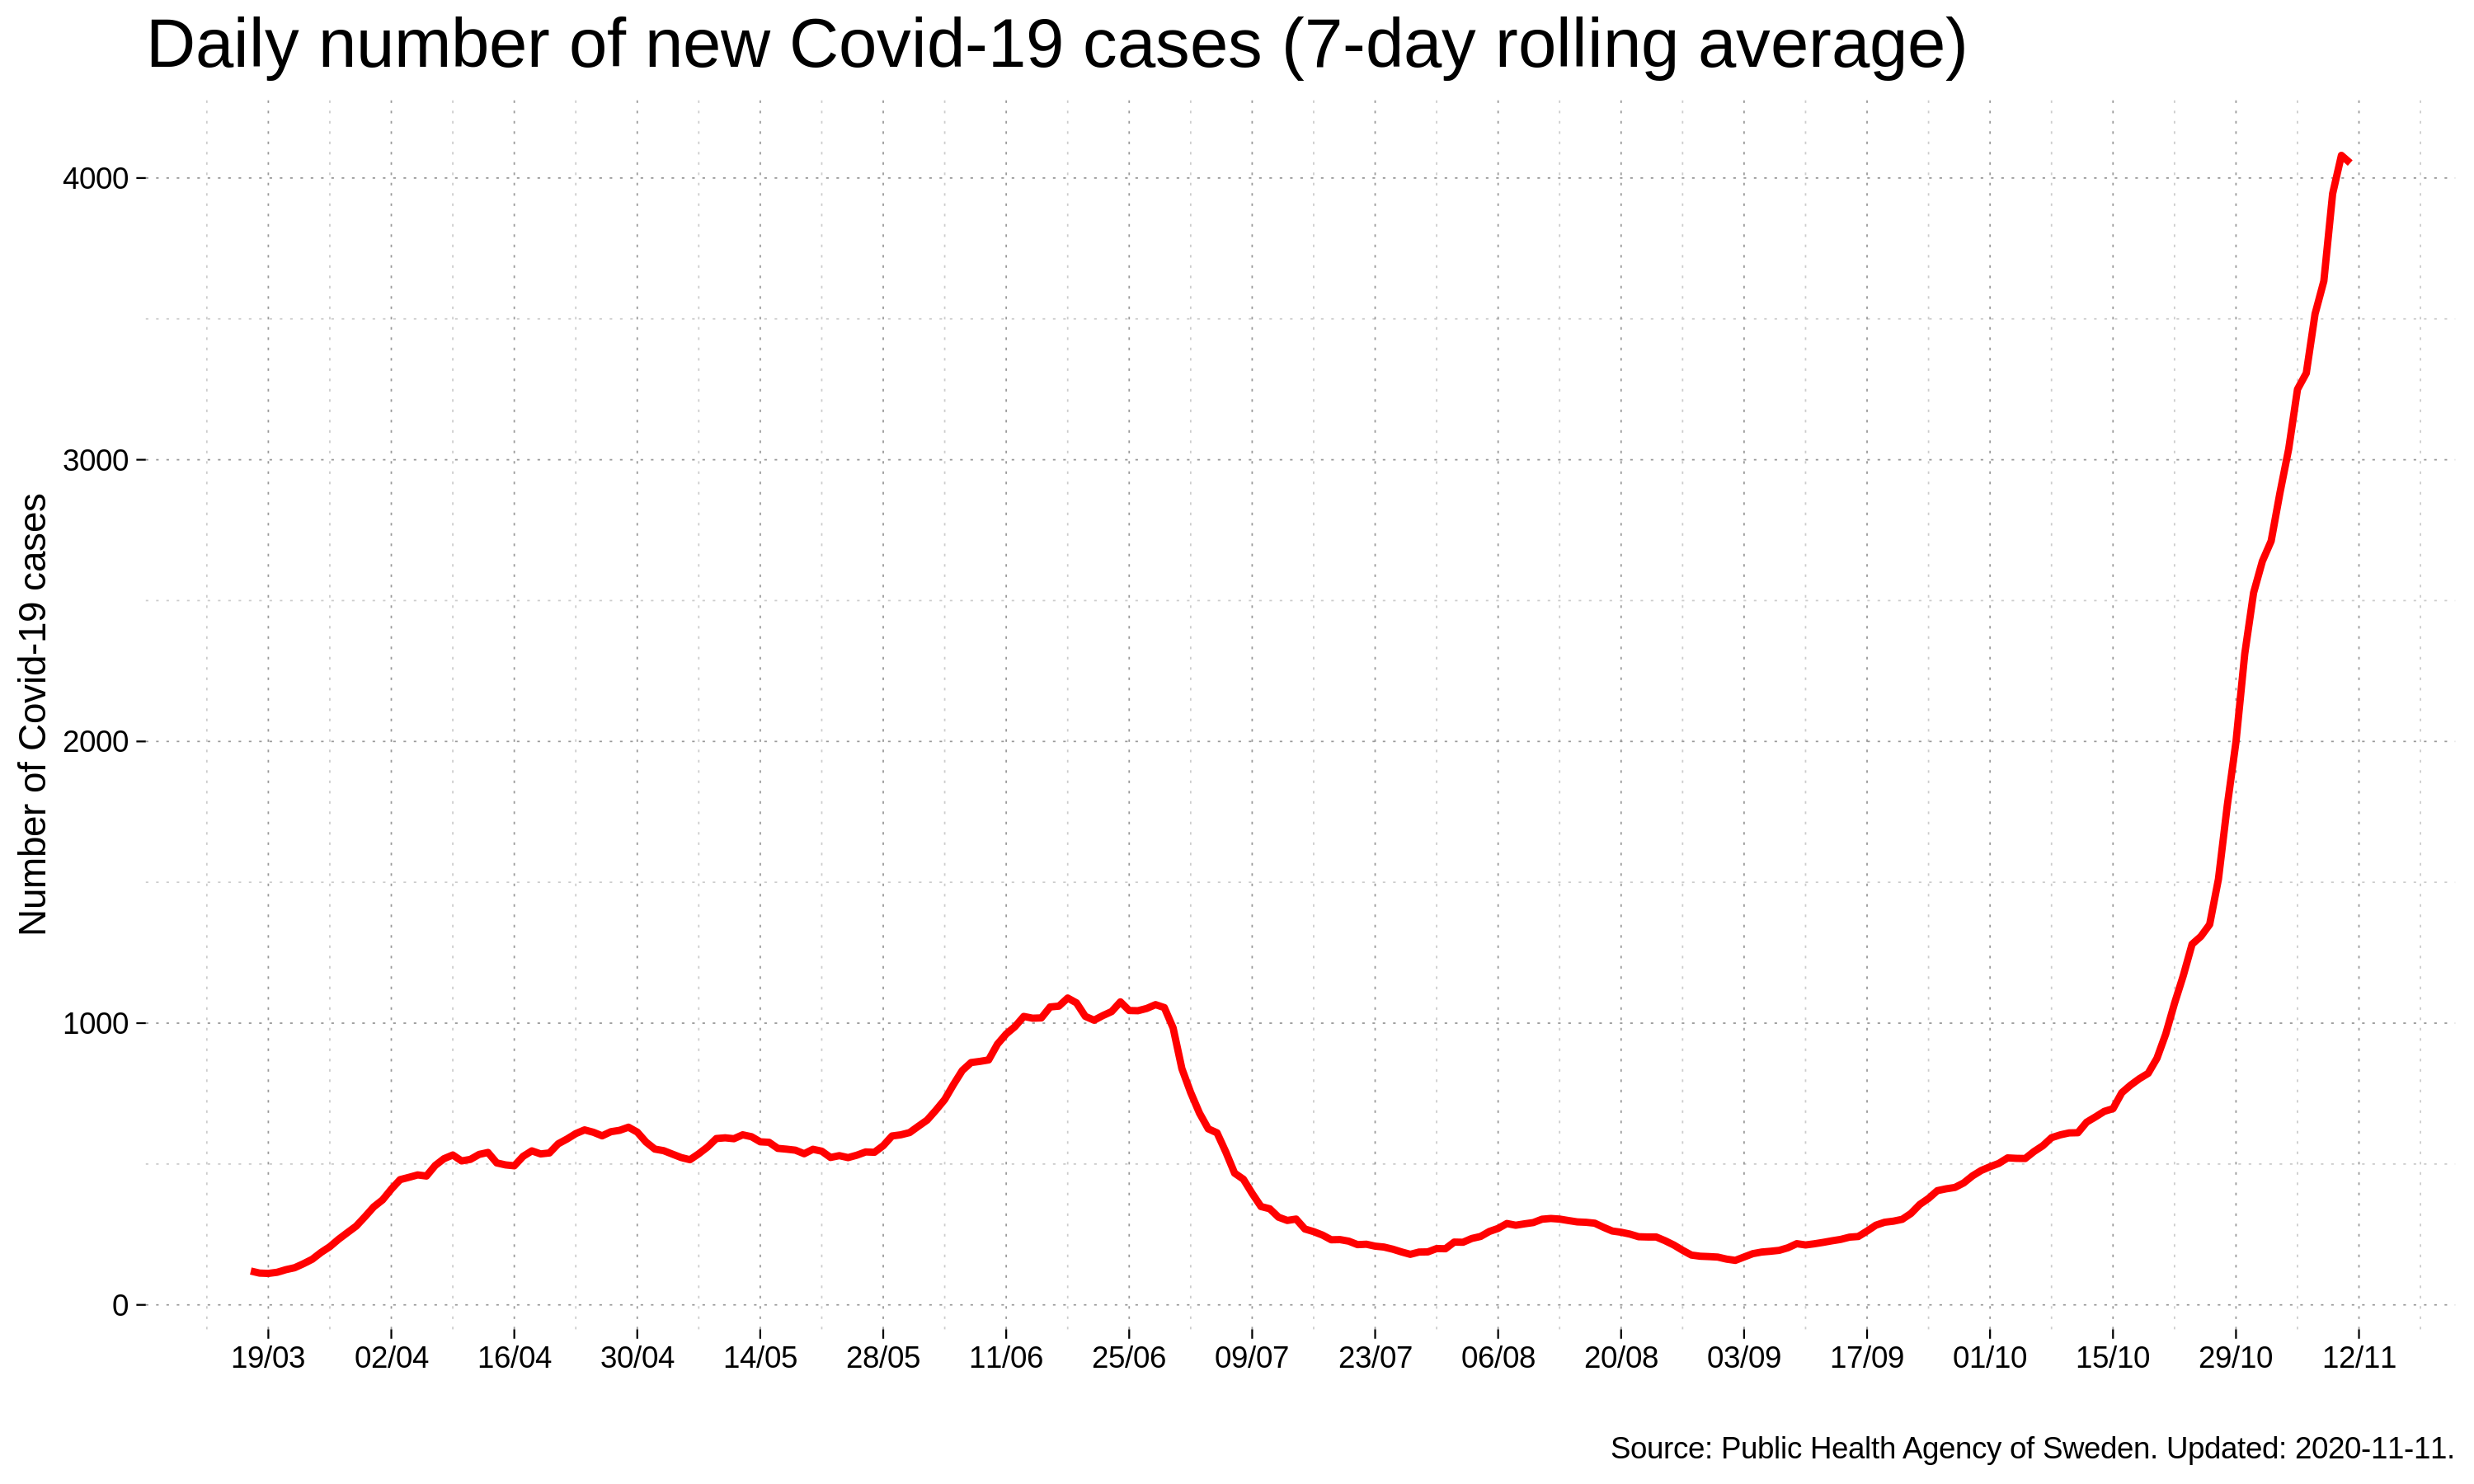 Daily number of new Covid-19 cases (7-day rolling average)
Number of Covid-19 cases
4000
3000
2000
1000
0
19/03 02/04 16/04 30/04 14/05 28/05 11/06 25/06 09/07 23/07 06/08 20/08 03/09 17/09 01/10 15/10 29/10 12/11
Source: Public Health Agency of Sweden. Updated: 2020-11-11.